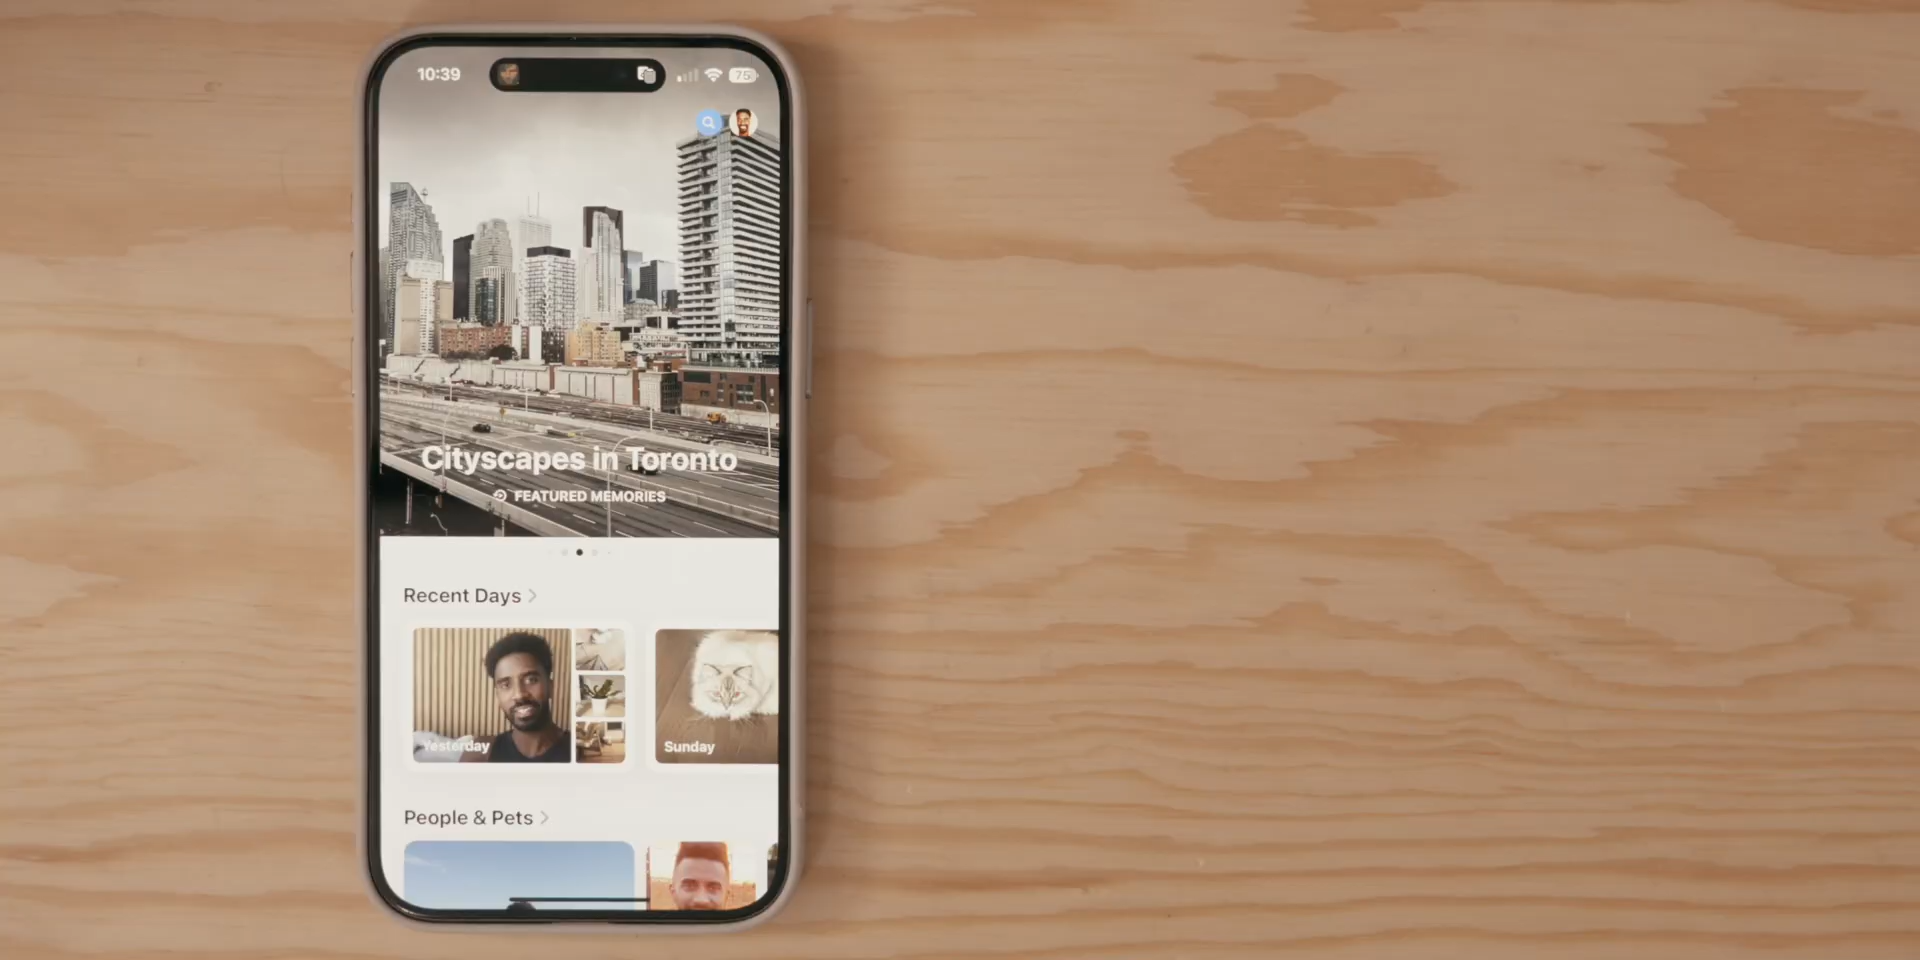 10:39
75
Cityscapes in Toronto
FEATURED MEMORIES
Recent Days
Yesterday
Sunday
People & Pets